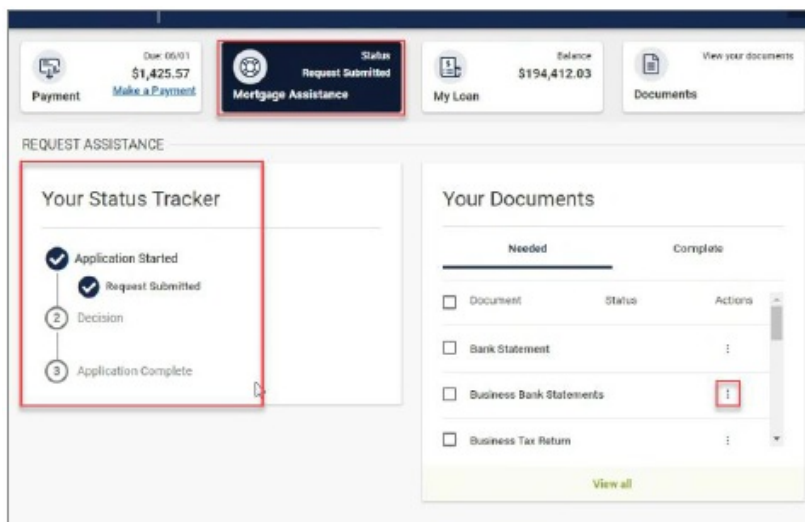 Due: 06/01
$1,425.57
Make a Payment
Payment
Status
Request Submitted
Mortgage Assistance
Balance
$194,412.03
My Loan
View your documents
Documents
REQUEST ASSISTANCE
Your Status Tracker
Application Started
Request Submitted
2 Decision
3 Application Complete
Your Documents
Needed Complete
Document Status Actions
Bank Statement
Business Bank Statements
Business Tax Return
View all